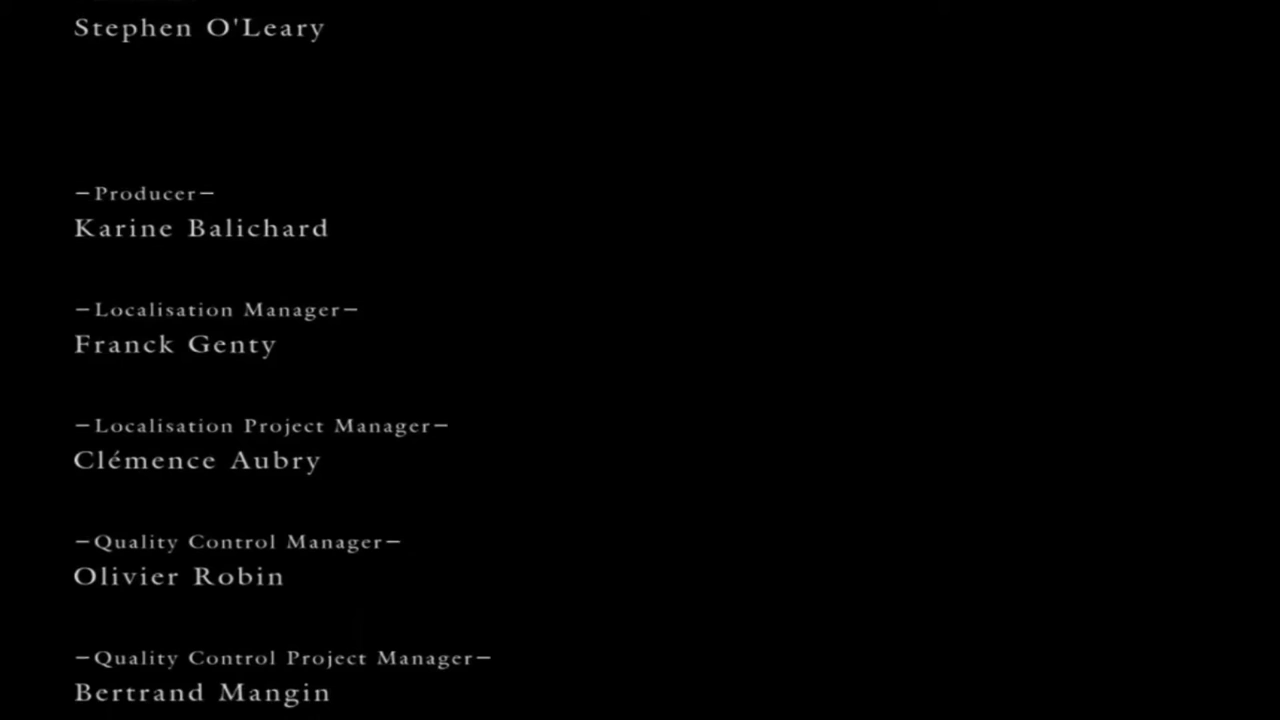 Stephen O'Leary
—Producer—
Karine Balichard
—Localisation Manager—
Franck Genty
—Localisation Project Manager—
Clémence Aubry
—Quality Control Manager—
Olivier Robin
—Quality Control Project Manager—
Bertrand Mangin